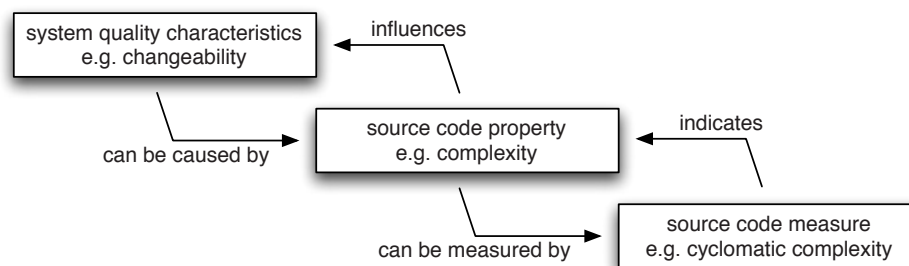 system quality characteristics
e.g. changeability
influences
can be caused by
source code property
e.g. complexity
indicates
can be measured by
source code measure
e.g. cyclomatic complexity